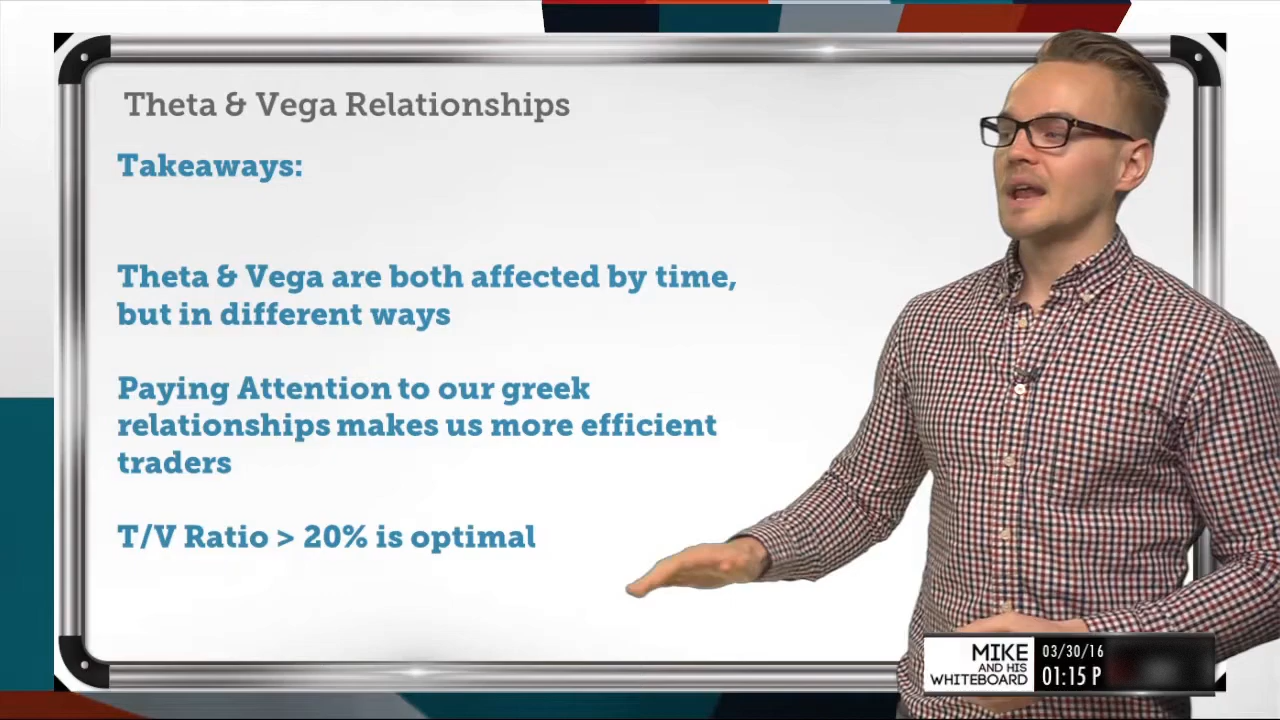 Theta & Vega Relationships
Takeaways:
Theta & Vega are both affected by time,
but in different ways
Paying Attention to our greek
relationships makes us more efficient
traders
T/V Ratio > 20% is optimal
MIKE
AND HIS
WHITEBOARD
03/30/16
01:15 P